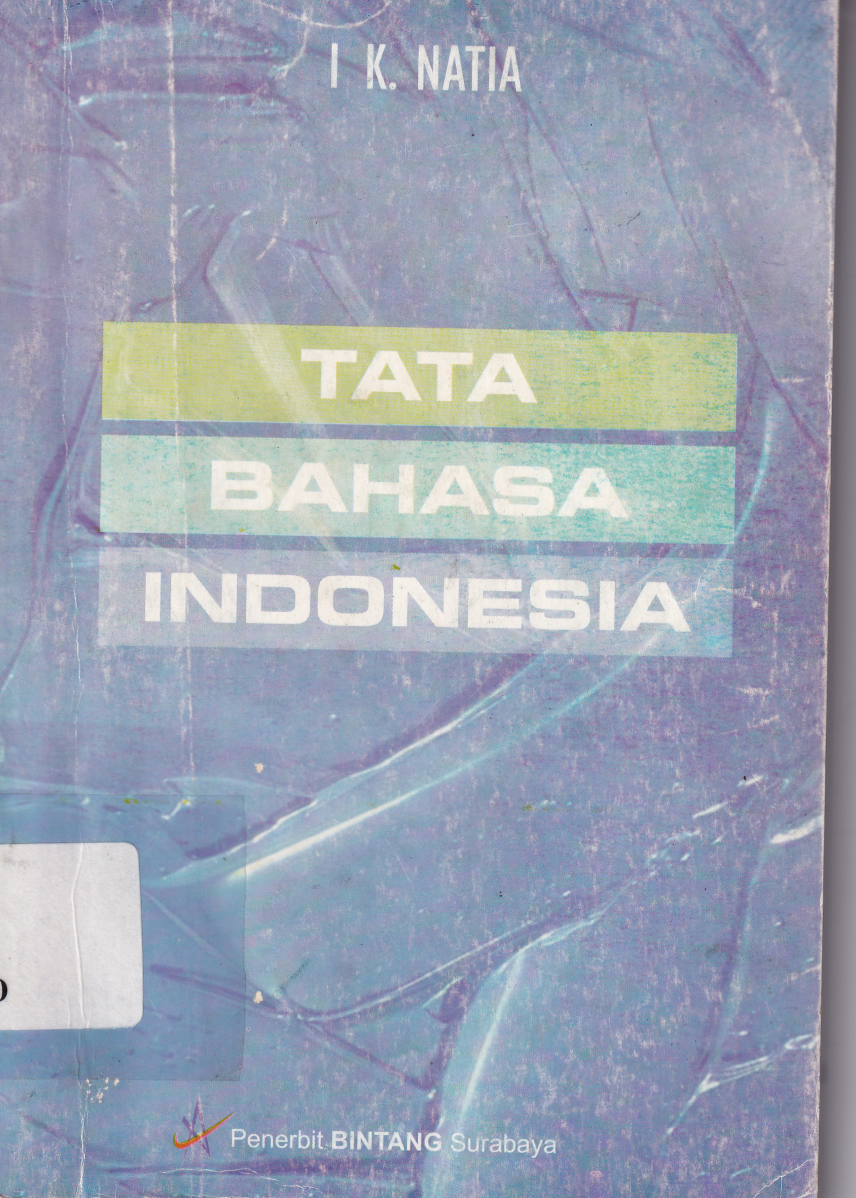 I K. NATIA
TATA
BAHASA
INDONESIA
Penerbit BINTANG Surabaya